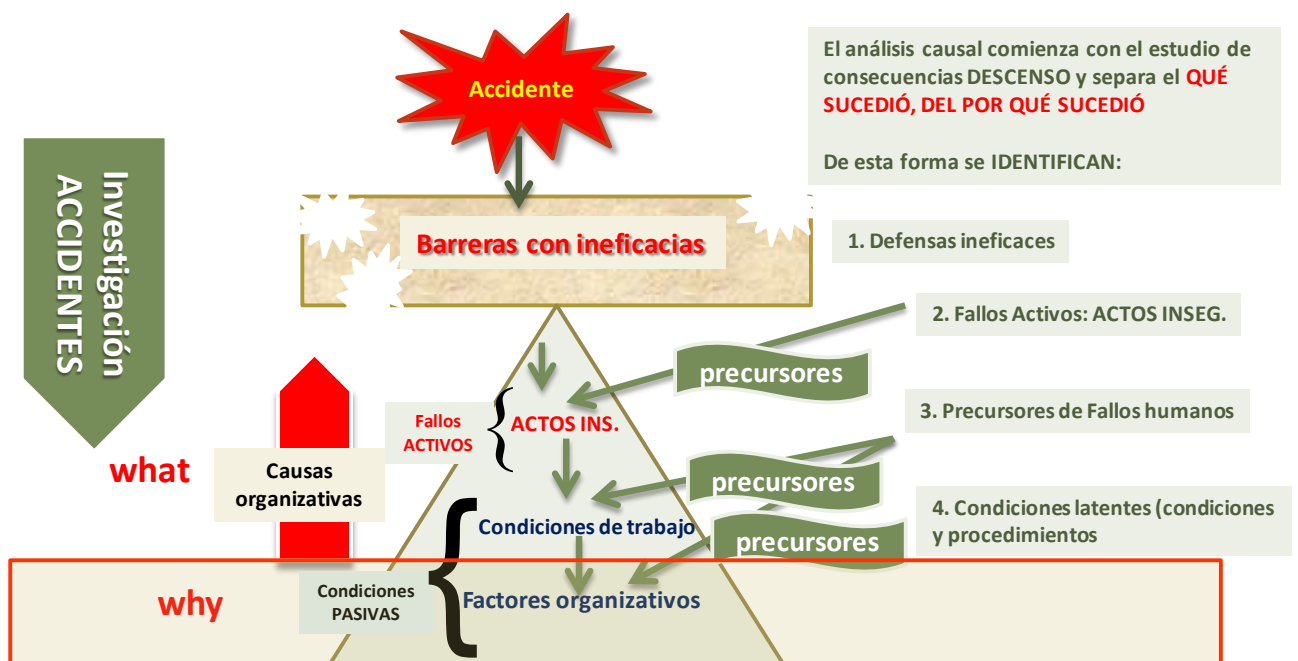 Accidente
El análisis causal comienza con el estudio de
consecuencias DESCENSO y separa el QUÉ
SUCEDIÓ, DEL POR QUÉ SUCEDIÓ
De esta forma se IDENTIFICAN:
Investigación
ACCIDENTES
Barreras con ineficacias
1. Defensas ineficaces
2. Fallos Activos: ACTOS INSEG.
precursores
3. Precursores de Fallos humanos
Fallos
ACTIVOS
ACTOS INS.
what
Causas
organizativas
precursores
4. Condiciones latentes (condiciones
y procedimientos
Condiciones de trabajo
precursores
why
Condiciones
PASIVAS
Factores organizativos